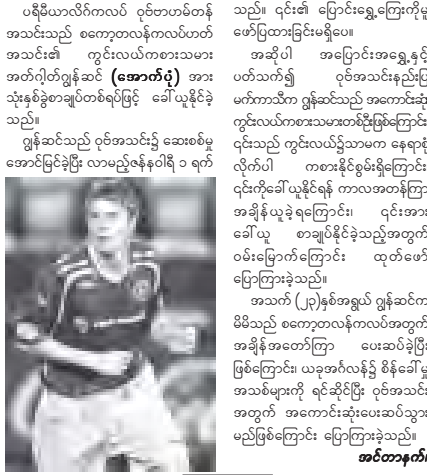 ပရီမီယာလိဂ်ကလပ် ဝုဗ်ဗာဟမ်တန်
အသင်းသည် စကော့တလန်ကလပ်ဟတ်
အသင်း၏ ကွင်းလယ်ကစားသမား
အတ်ဂါတ်ဂျွန်ဆင် (အောက်ပုံ) အား
သုံးနှစ်ခွဲစာချုပ်တစ်ရပ်ဖြင့် ခေါ်ယူနိုင်ခဲ့
သည်။
ဂျွန်ဆင်သည် ဝုဗ်အသင်း၌ ဆေးစစ်မှု
အောင်မြင်ခဲ့ပြီး လာမည့်ဇန်နဝါရီ ၁ ရက်
သည်။ ၎င်း၏ ပြောင်းရွှေ့ကြေးကိုမူ
ဖော်ပြထားခြင်းမရှိပေ။
အဆိုပါ အပြောင်းအရွှေ့နှင့်
ပတ်သက်၍ ဝုဗ်အသင်းနည်းပြ
မက်ကာသီက ဂျွန်ဆင်သည် အကောင်းဆုံး
ကွင်းလယ်ကစားသမားတစ်ဦးဖြစ်ကြောင်း
၎င်းသည် ကွင်းလယ်၌သာမက နေရာစုံ
လိုက်ပါ ကစားနိုင်စွမ်းရှိကြောင်း
၎င်းကိုခေါ်ယူနိုင်ရန် ကာလအတန်ကြာ
အချိန်ယူခဲ့ရကြောင်း၊ ၎င်းအား
ခေါ်ယူ စာချုပ်နိုင်ခဲ့သည့်အတွက်
ဝမ်းမြောက်ကြောင်း ထုတ်ဖော်
ပြောကြားခဲ့သည်။
အသက် (၂၃)နှစ်အရွယ် ဂျွန်ဆင်က
မိမိသည် စကော့တလန်ကလပ်အတွက်
အချိန်အတော်ကြာ ပေးဆပ်ခဲ့ပြီး
ဖြစ်ကြောင်း၊ ယခုအင်္ဂလန်၌ စိန်ခေါ်မှု
အသစ်များကို ရင်ဆိုင်ပြီး ဝုဗ်အသင်း
အတွက် အကောင်းဆုံးပေးဆပ်သွား
မည်ဖြစ်ကြောင်း ပြောကြားခဲ့သည်။
အင်တာနက်